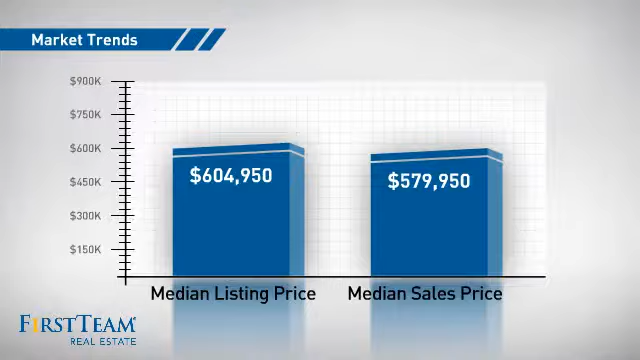 Market Trends
$900K
$750K
$600K
$450K
$300K
$150K
$604,950
$579,950
Median Listing Price
Median Sales Price
FIRSTTEAM®
REAL ESTATE